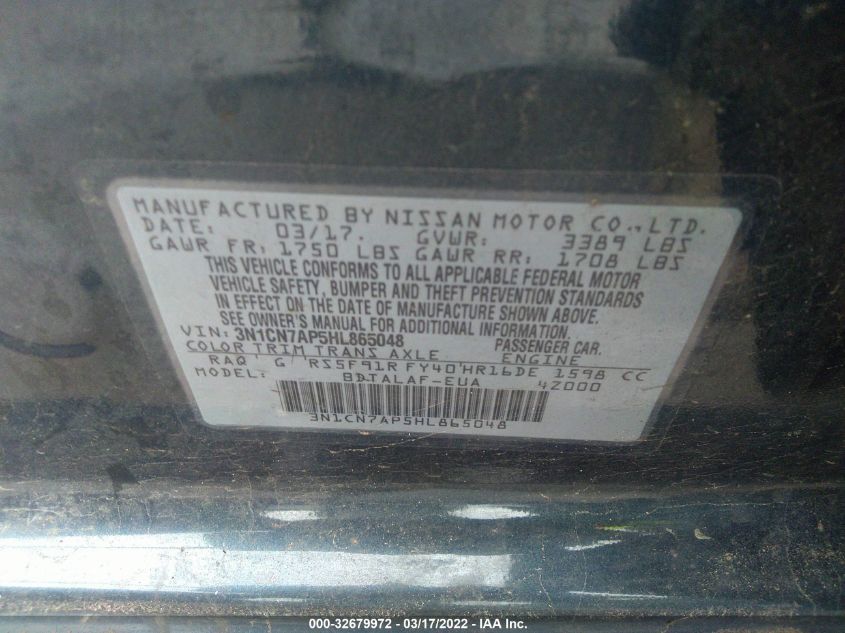 MANUFACTURED BY NISSAN MOTOR CO., LTD.
DATE: 03/17. GVWR: 3389 LBS
GAWR FR: 1750 LBS GAWR RR: 1708 LBS
THIS VEHICLE CONFORMS TO ALL APPLICABLE FEDERAL MOTOR
VEHICLE SAFETY, BUMPER AND THEFT PREVENTION STANDARDS
IN EFFECT ON THE DATE OF MANUFACTURE SHOWN ABOVE.
SEE OWNER'S MANUAL FOR ADDITIONAL INFORMATION.
VIN: 3N1CN7AP5HL865048 PASSENGER CAR.
COLOR TRIM TRANS AXLE ENGINE
RAQ G RS5F91R FY40 HR16DE 1598 CC
MODEL: BDTALAF-EUA 4Z000
3N1CN7AP5HL865048
000-32679972 - 03/17/2022 - IAA Inc.